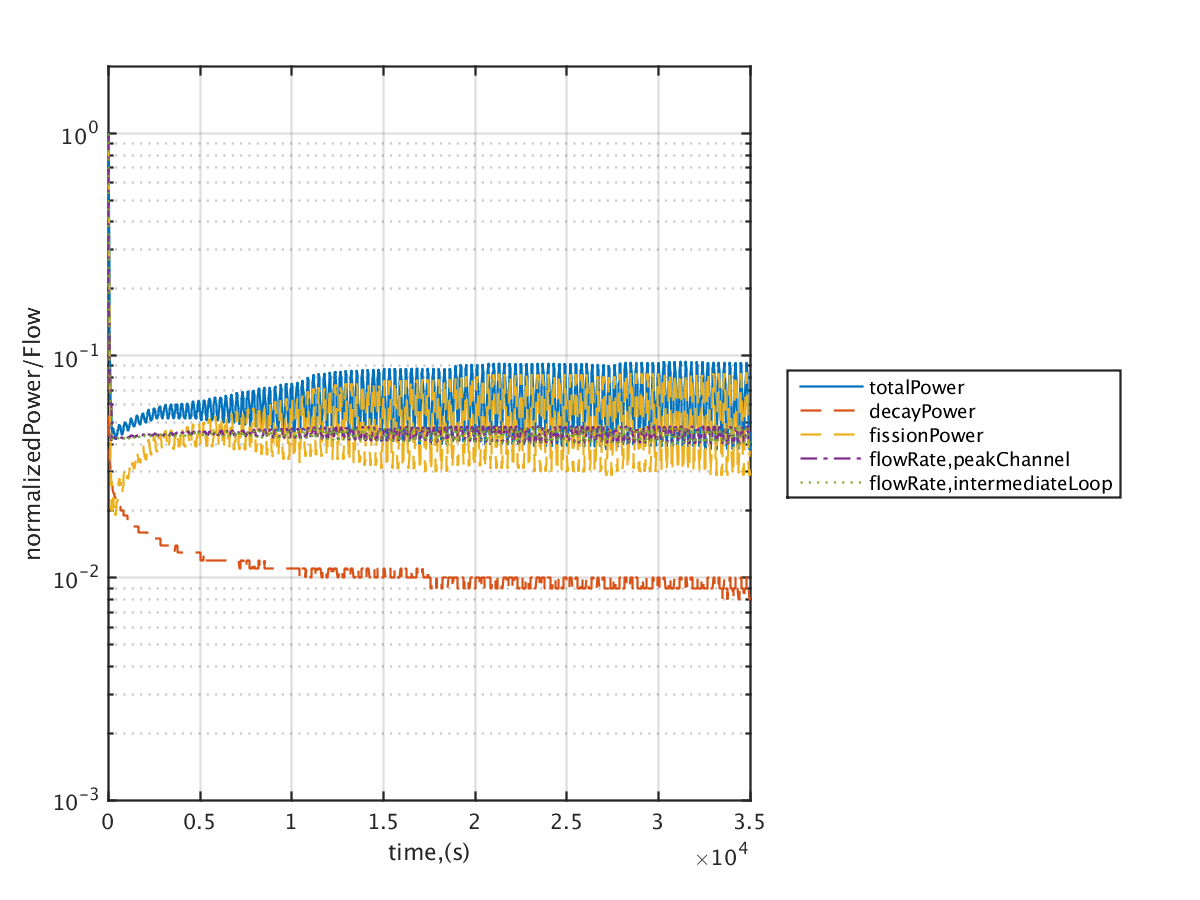 10^0
10^-1
10^-2
10^-3
normalizedPower/Flow
0 0.5 1 1.5 2 2.5 3 3.5
time,(s)
×10^4
totalPower
decayPower
fissionPower
flowRate,peakChannel
flowRate,intermediateLoop